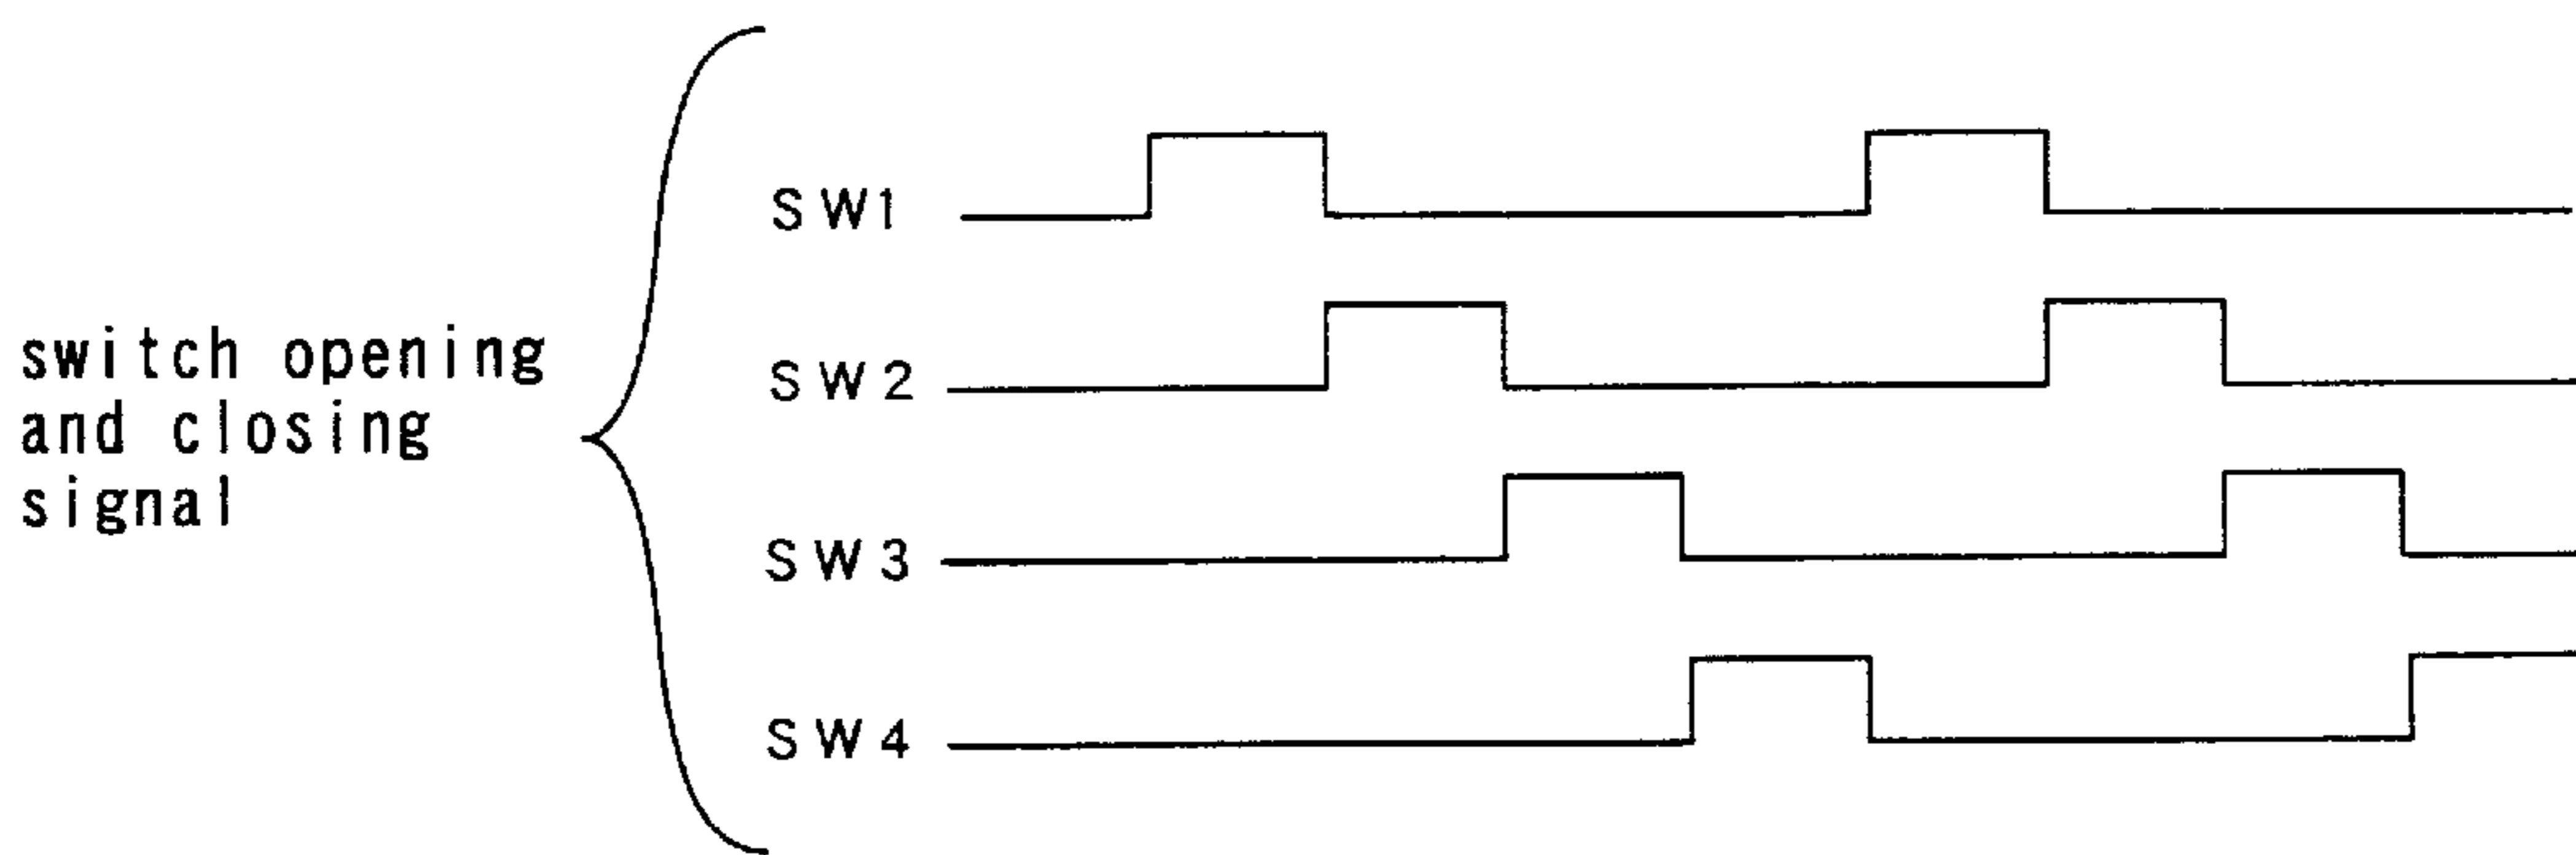 switch opening
and closing
signal
SW1
SW2
SW3
SW4